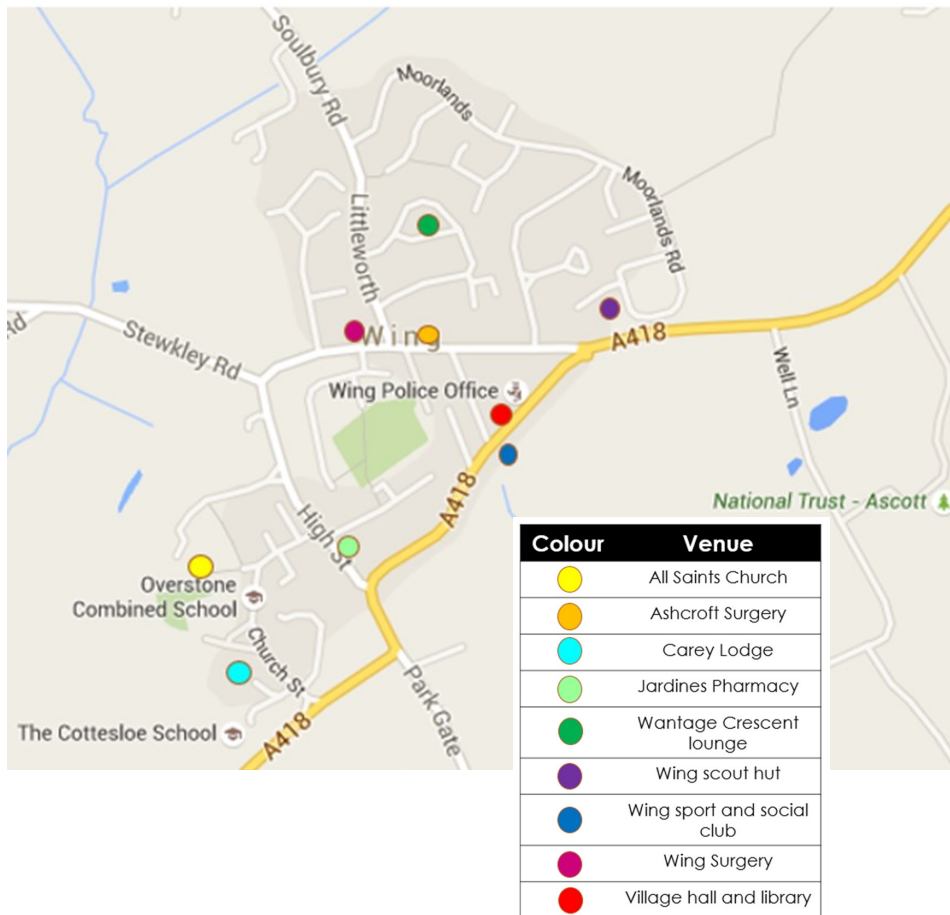 Soulbury Rd
Moorlands
Moorlands Rd
Littleworth
Rd
Stewkley Rd
Wing
A418
Wing Police Office
Well Ln
A418
National Trust - Ascott
High St
Overstone
Combined School
Church St
Park Gate
The Cottesloe School
A418
Colour Venue
All Saints Church
Ashcroft Surgery
Carey Lodge
Jardines Pharmacy
Wantage Crescent
lounge
Wing scout hut
Wing sport and social
club
Wing Surgery
Village hall and library